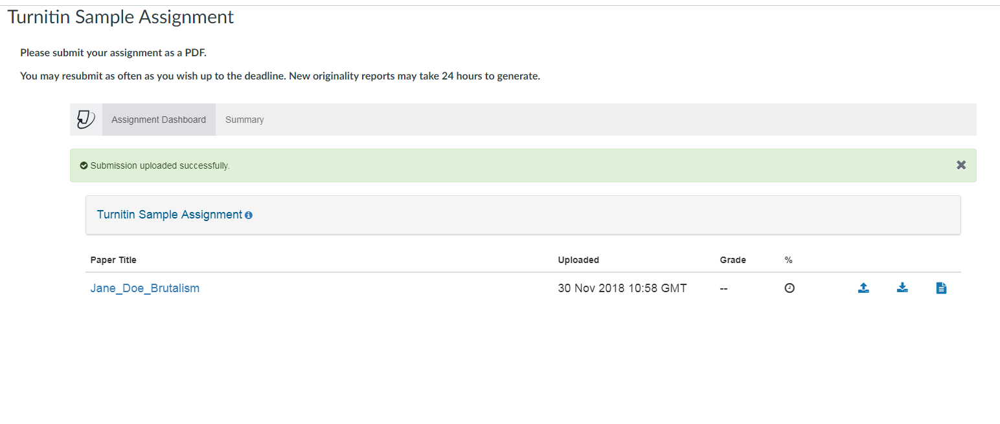 Turnitin Sample Assignment
Please submit your assignment as a PDF.
You may resubmit as often as you wish up to the deadline. New originality reports may take 24 hours to generate.
Assignment Dashboard Summary
Submission uploaded successfully.
Turnitin Sample Assignment
Paper Title Uploaded Grade %
Jane_Doe_Brutalism 30 Nov 2018 10:58 GMT --